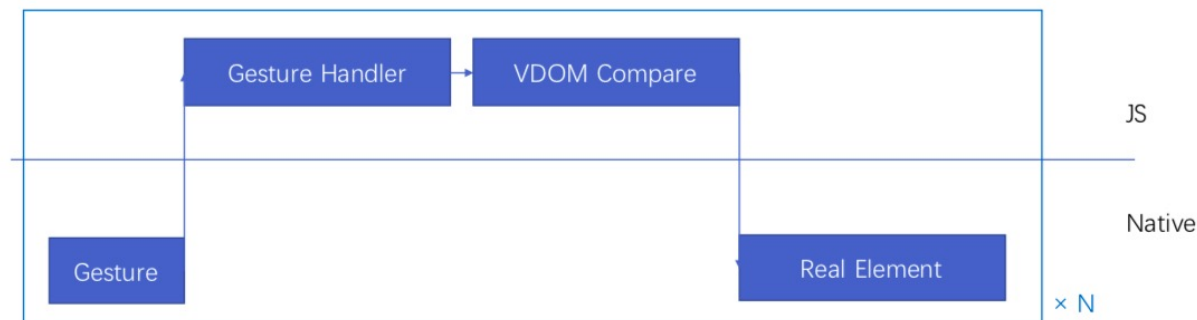 Gesture Handler
VDOM Compare
JS
Native
Gesture
Real Element
× N